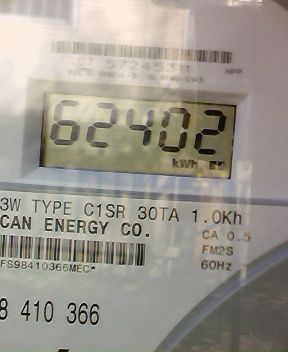 62402
kWh
3W TYPE C1SR 30TA 1.0Kh
CAN ENERGY CO.
CA 0.5
FM2S
60Hz
FS98410366MEC*
8 410 366